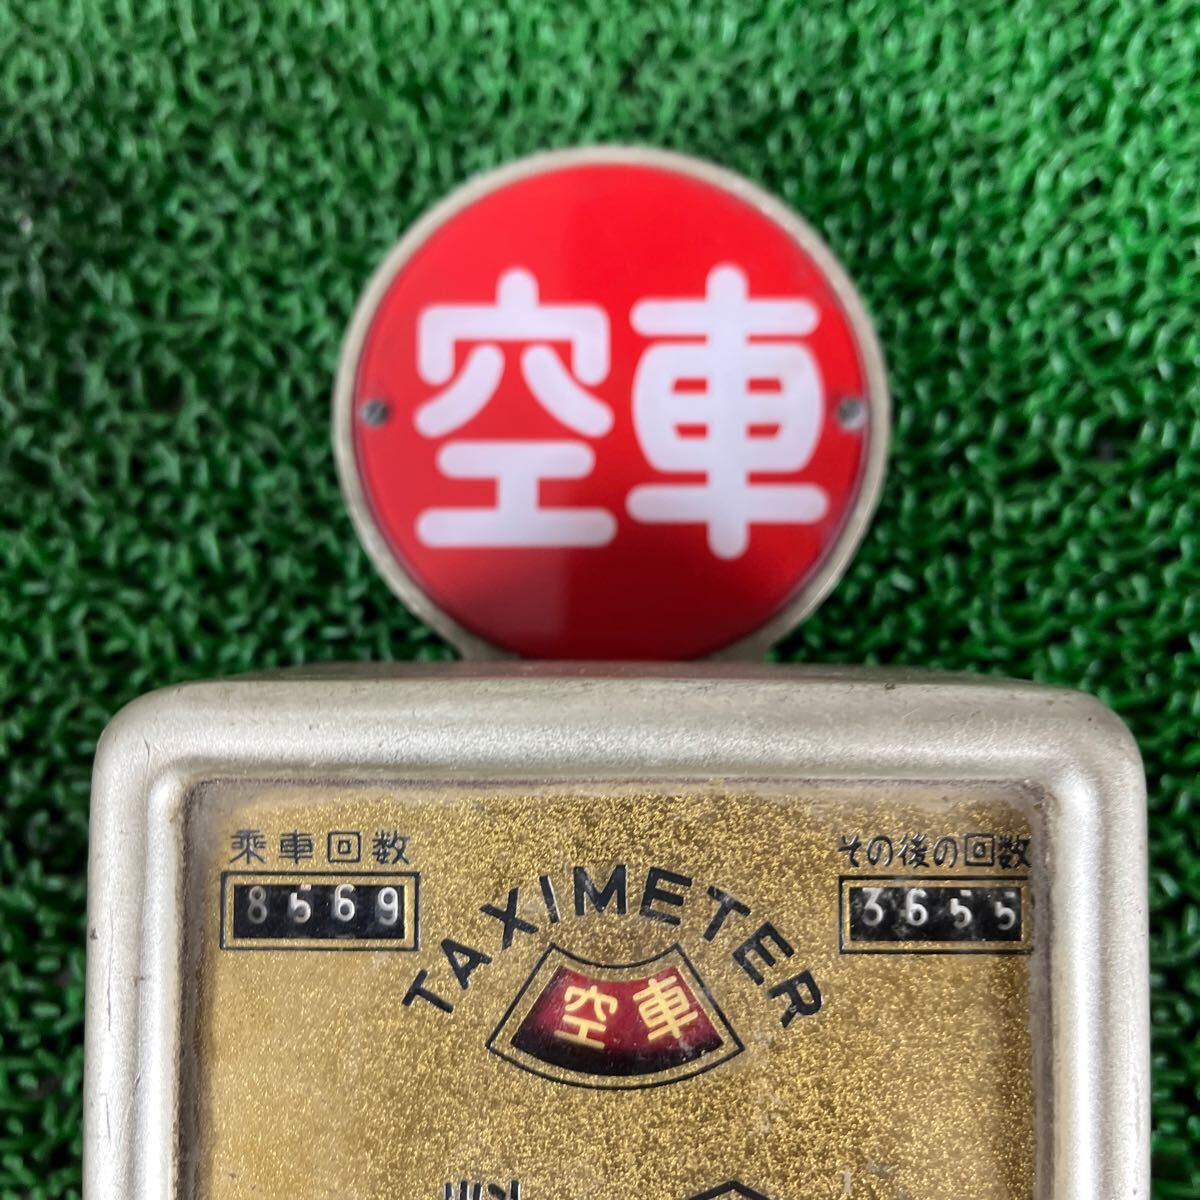 空車
乗車回数
8569
その後の回数
3655
TAXIMETER
空車